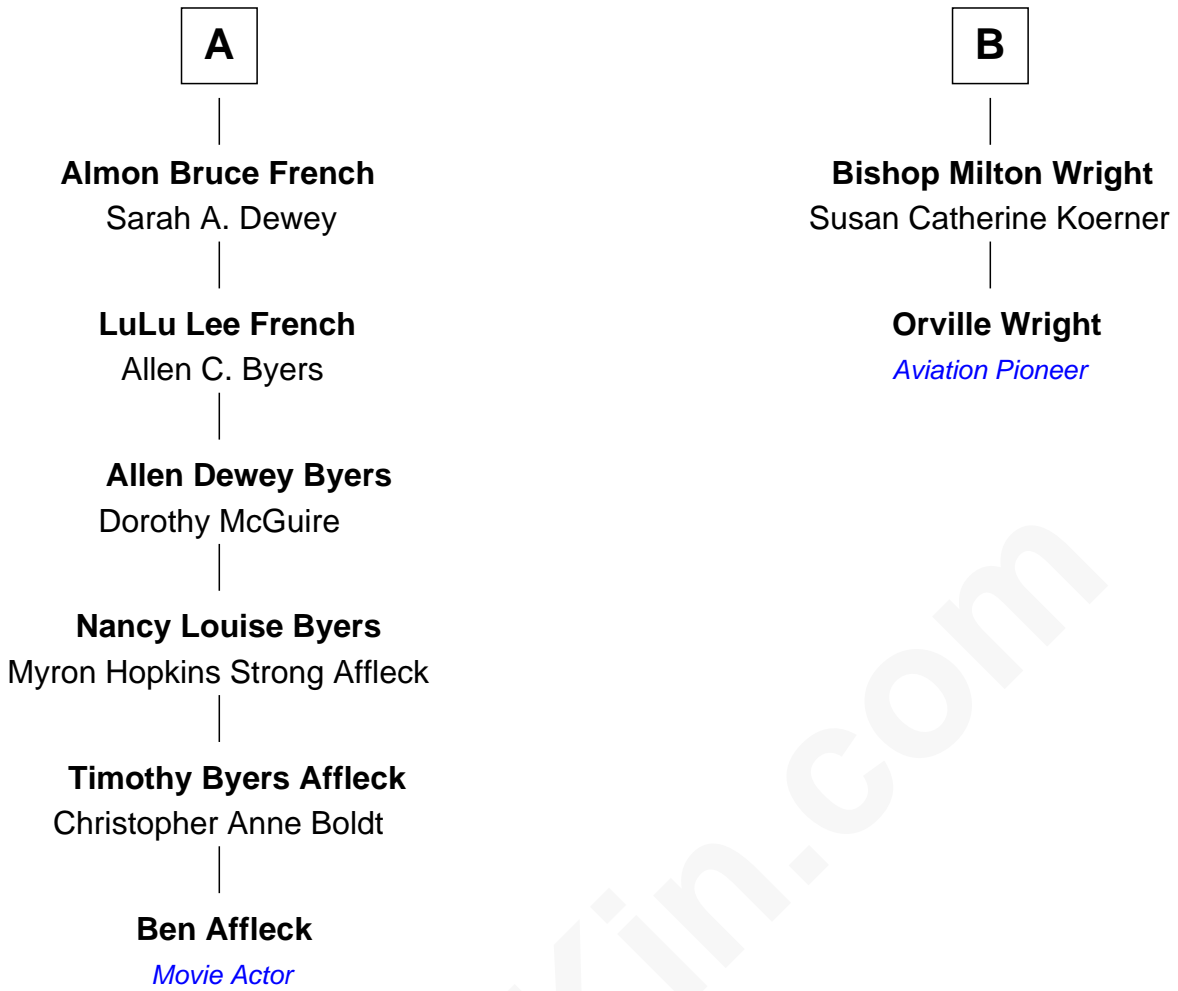 A
Almon Bruce French
Sarah A. Dewey
LuLu Lee French
Allen C. Byers
Allen Dewey Byers
Dorothy McGuire
Nancy Louise Byers
Myron Hopkins Strong Affleck
Timothy Byers Affleck
Christopher Anne Boldt
Ben Affleck
Movie Actor
B
Bishop Milton Wright
Susan Catherine Koerner
Orville Wright
Aviation Pioneer
Kin.com